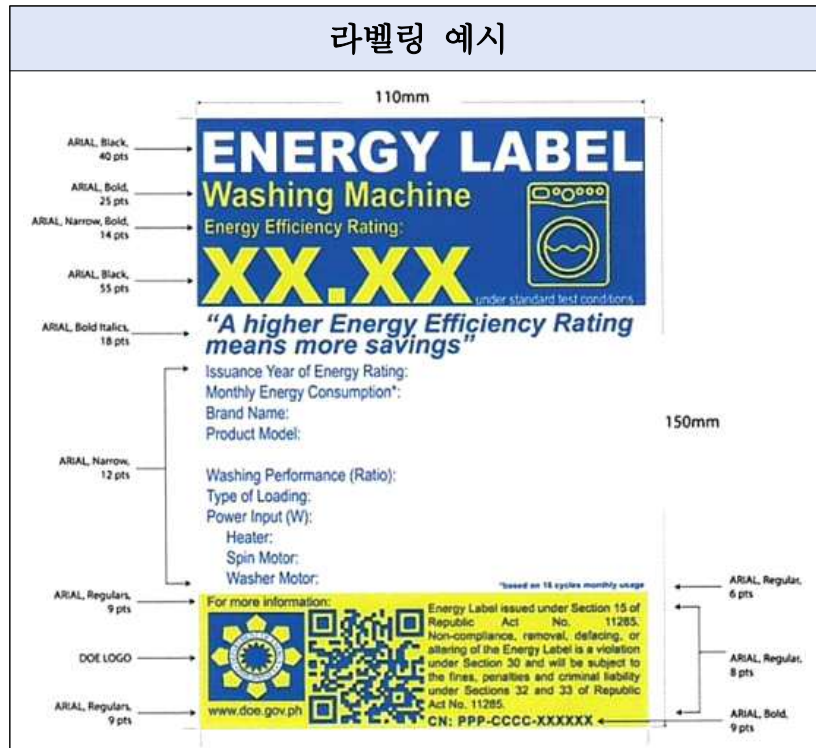 라벨링 예시
110mm
ARIAL, Black,
40 pts
ENERGY LABEL
ARIAL, Bold,
25 pts
Washing Machine
ARIAL, Narrow, Bold,
14 pts
Energy Efficiency Rating:
ARIAL, Black,
55 pts
XX.XX
under standard test conditions
ARIAL, Bold Italics,
18 pts
"A higher Energy Efficiency Rating
means more savings"
Issuance Year of Energy Rating:
Monthly Energy Consumption*:
Brand Name:
Product Model:
150mm
ARIAL, Narrow,
12 pts
Washing Performance (Ratio):
Type of Loading:
Power Input (W):
Heater:
Spin Motor:
Washer Motor:
*based on 16 cycles monthly usage
ARIAL, Regular,
6 pts
ARIAL, Regulars,
9 pts
For more information:
Energy Label issued under Section 15 of
Republic Act No. 11285.
Non-compliance, removal, defacing, or
altering of the Energy Label is a violation
under Section 30 and will be subject to
the fines, penalties and criminal liability
under Sections 32 and 33 of Republic
Act No. 11285.
ARIAL, Regular,
8 pts
DOE LOGO
ARIAL, Regulars,
9 pts
www.doe.gov.ph
CN: PPP-CCCC-XXXXXX
ARIAL, Bold,
9 pts